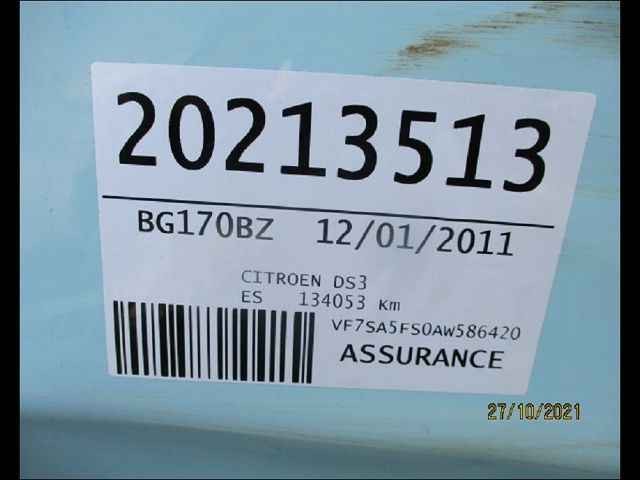 20213513
BG170BZ 12/01/2011
CITROEN DS3
ES 134053 Km
VF7SA5FS0AW586420
ASSURANCE
27/10/2021